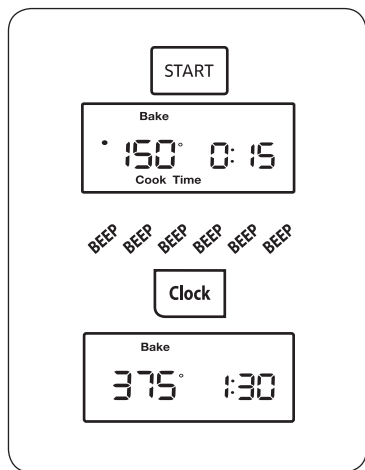 START
Bake
150° 0:15
Cook Time
BEEP BEEP BEEP BEEP BEEP BEEP
Clock
Bake
375° 1:30